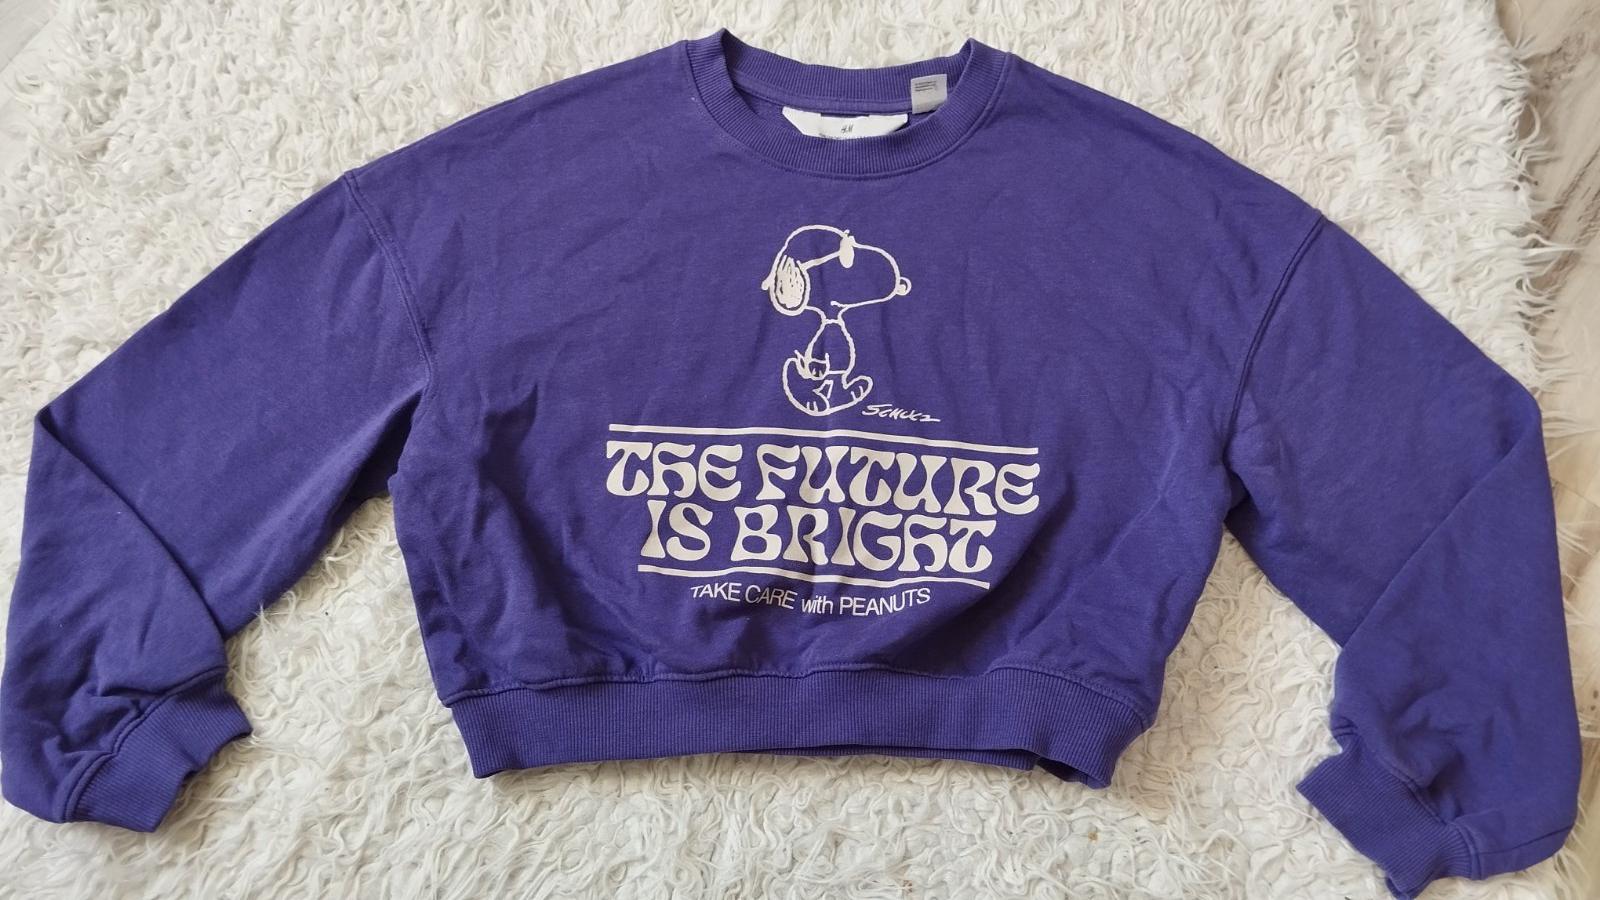 H&M
SCHULZ
THE FUTURE
IS BRIGHT
TAKE CARE with PEANUTS